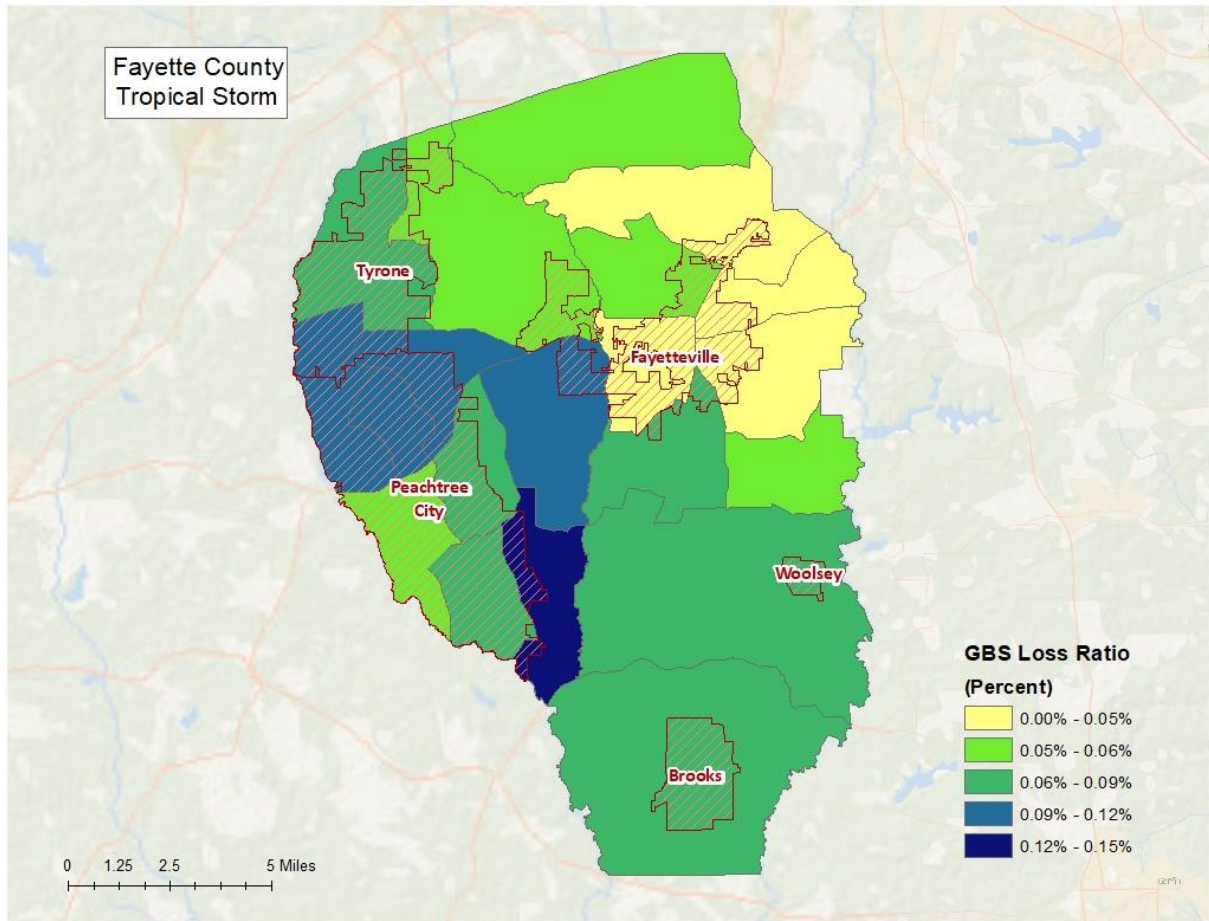 Fayette County
Tropical Storm
Tyrone
Fayetteville
Peachtree
City
Woolsey
Brooks
GBS Loss Ratio
(Percent)
0.00% - 0.05%
0.05% - 0.06%
0.06% - 0.09%
0.09% - 0.12%
0.12% - 0.15%
0 1.25 2.5 5 Miles